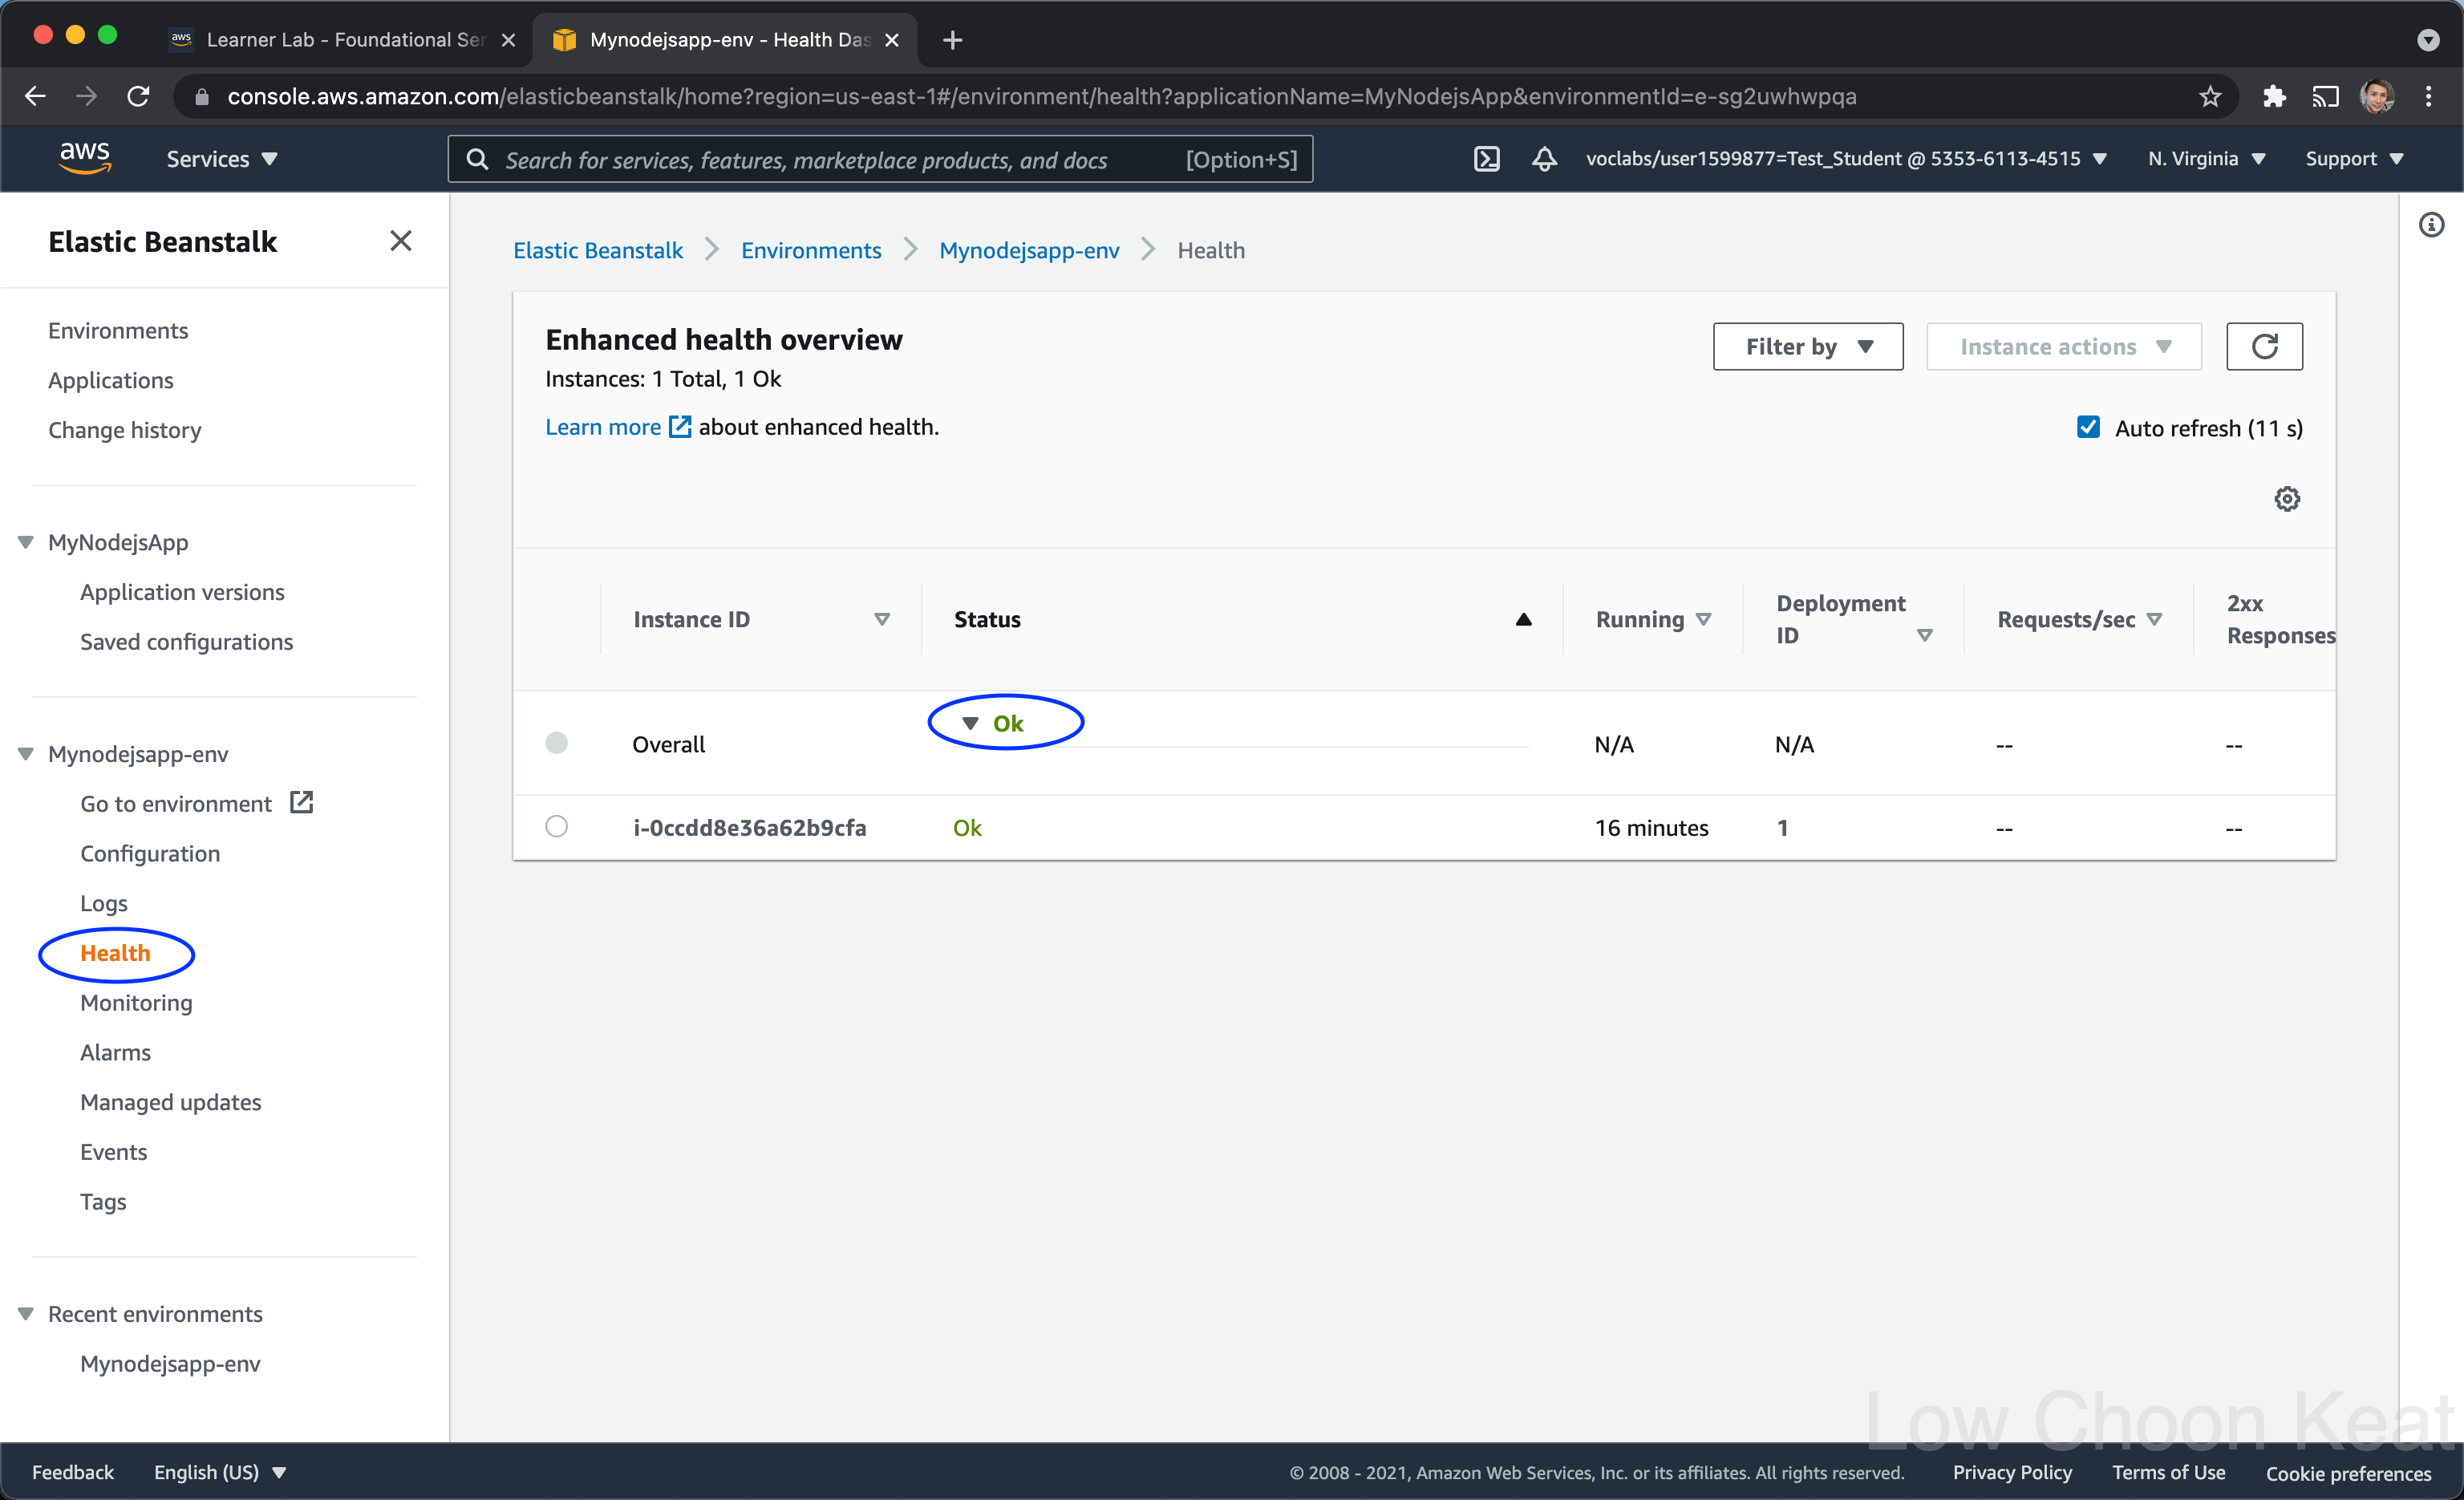 aws Learner Lab - Foundational Ser
Mynodejsapp-env - Health Das
console.aws.amazon.com/elasticbeanstalk/home?region=us-east-1#/environment/health?applicationName=MyNodejsApp&environmentId=e-sg2uwhwpqa
aws Services Search for services, features, marketplace products, and docs [Option+S] voclabs/user1599877=Test_Student @ 5353-6113-4515 N. Virginia Support
Elastic Beanstalk
Environments
Applications
Change history
MyNodejsApp
Application versions
Saved configurations
Mynodejsapp-env
Go to environment
Configuration
Logs
Health
Monitoring
Alarms
Managed updates
Events
Tags
Recent environments
Mynodejsapp-env
Elastic Beanstalk Environments Mynodejsapp-env Health
Enhanced health overview
Instances: 1 Total, 1 Ok
Learn more about enhanced health.
Filter by Instance actions
Auto refresh (11 s)
Instance ID Status Running Deployment ID Requests/sec 2xx Responses
Overall Ok N/A N/A -- --
i-0ccdd8e36a62b9cfa Ok 16 minutes 1 -- --
Low Choon Keat
Feedback English (US) © 2008 - 2021, Amazon Web Services, Inc. or its affiliates. All rights reserved. Privacy Policy Terms of Use Cookie preferences